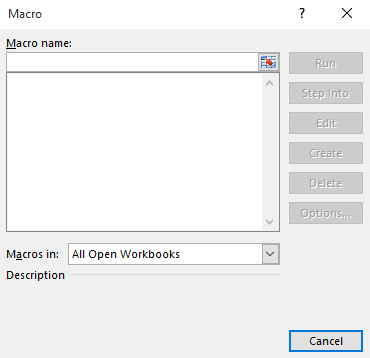 Macro
?
Macro name:
Run
Step Into
Edit
Create
Delete
Options...
Macros in: All Open Workbooks
Description
Cancel